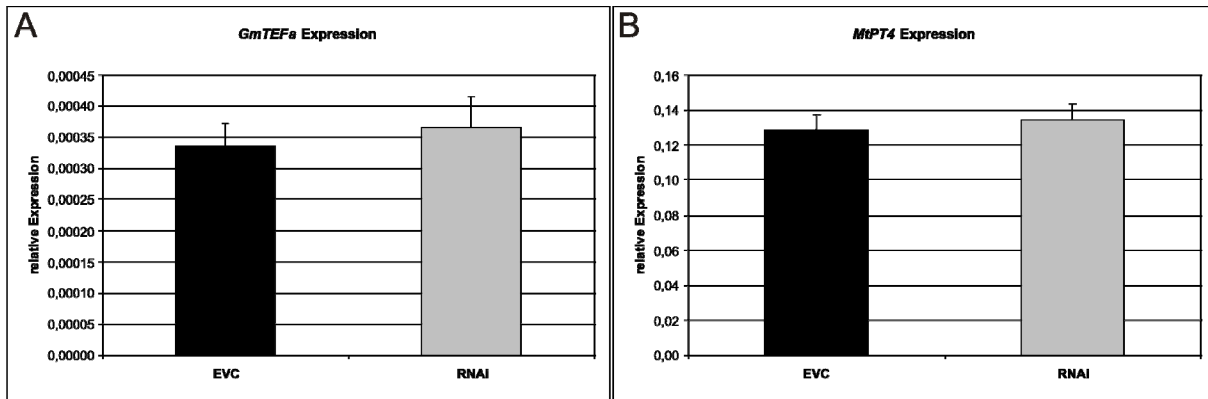 A
GmTEFa Expression
relative Expression
0,00045
0,00040
0,00035
0,00030
0,00025
0,00020
0,00015
0,00010
0,00005
0,00000
EVC RNAI
B
MtPT4 Expression
relative Expression
0,16
0,14
0,12
0,10
0,08
0,06
0,04
0,02
0,00
EVC RNAI